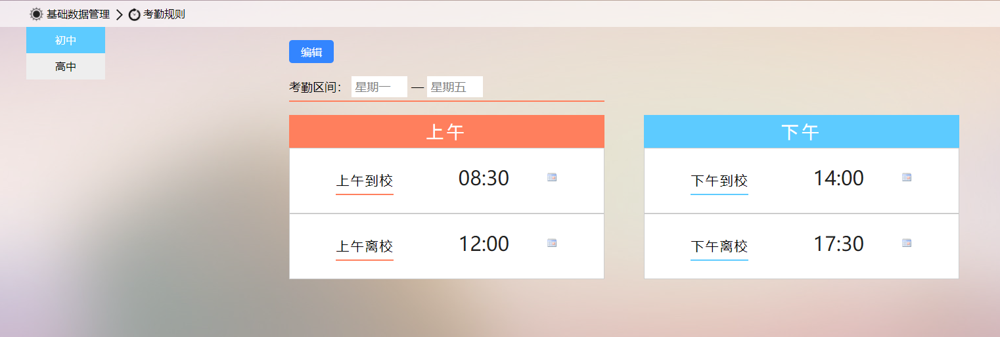 基础数据管理 > 考勤规则
初中
高中
编辑
考勤区间： 星期一 — 星期五
上午
上午到校 08:30
上午离校 12:00
下午
下午到校 14:00
下午离校 17:30